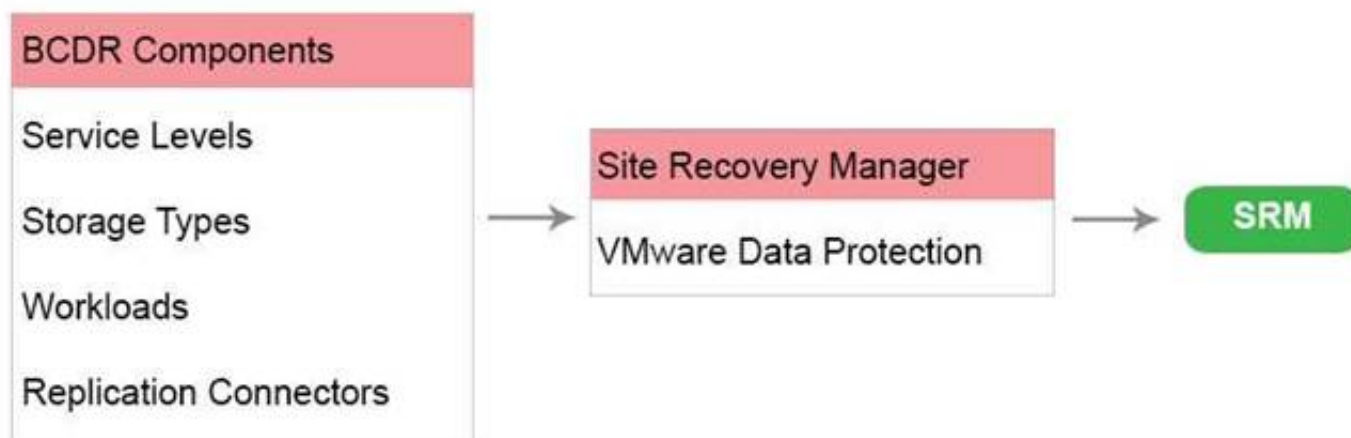 BCDR Components
Service Levels
Storage Types
Workloads
Replication Connectors
Site Recovery Manager
VMware Data Protection
SRM